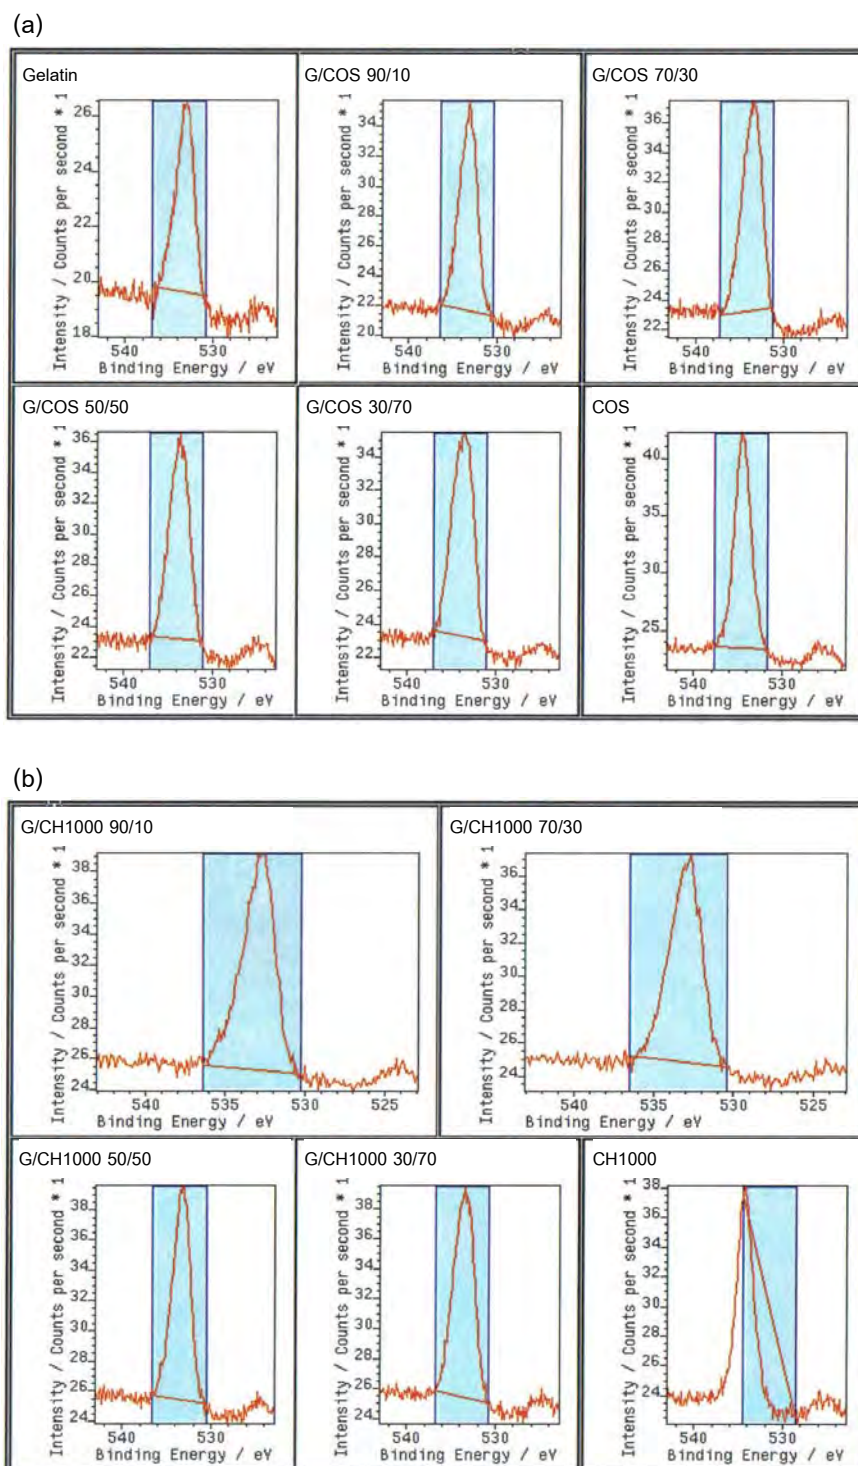 (a)
Gelatin
Intensity / Counts per second * 1
26
24
22
20
18
540 530
Binding Energy / eV
G/COS 90/10
Intensity / Counts per second * 1
34
32
30
28
26
24
22
20
540 530
Binding Energy / eV
G/COS 70/30
Intensity / Counts per second * 1
36
34
32
30
28
26
24
22
540 530
Binding Energy / eV
G/COS 50/50
Intensity / Counts per second * 1
36
34
32
30
28
26
24
22
540 530
Binding Energy / eV
G/COS 30/70
Intensity / Counts per second * 1
34
32
30
28
26
24
22
540 530
Binding Energy / eV
COS
Intensity / Counts per second * 1
40
35
30
25
540 530
Binding Energy / eV
(b)
G/CH1000 90/10
Intensity / Counts per second * 1
38
36
34
32
30
28
26
24
540 535 530 525
Binding Energy / eV
G/CH1000 70/30
Intensity / Counts per second * 1
36
34
32
30
28
26
24
540 535 530 525
Binding Energy / eV
G/CH1000 50/50
Intensity / Counts per second * 1
38
36
34
32
30
28
26
24
540 530
Binding Energy / eV
G/CH1000 30/70
Intensity / Counts per second * 1
38
36
34
32
30
28
26
24
540 530
Binding Energy / eV
CH1000
Intensity / Counts per second * 1
38
36
34
32
30
28
26
24
540 530
Binding Energy / eV